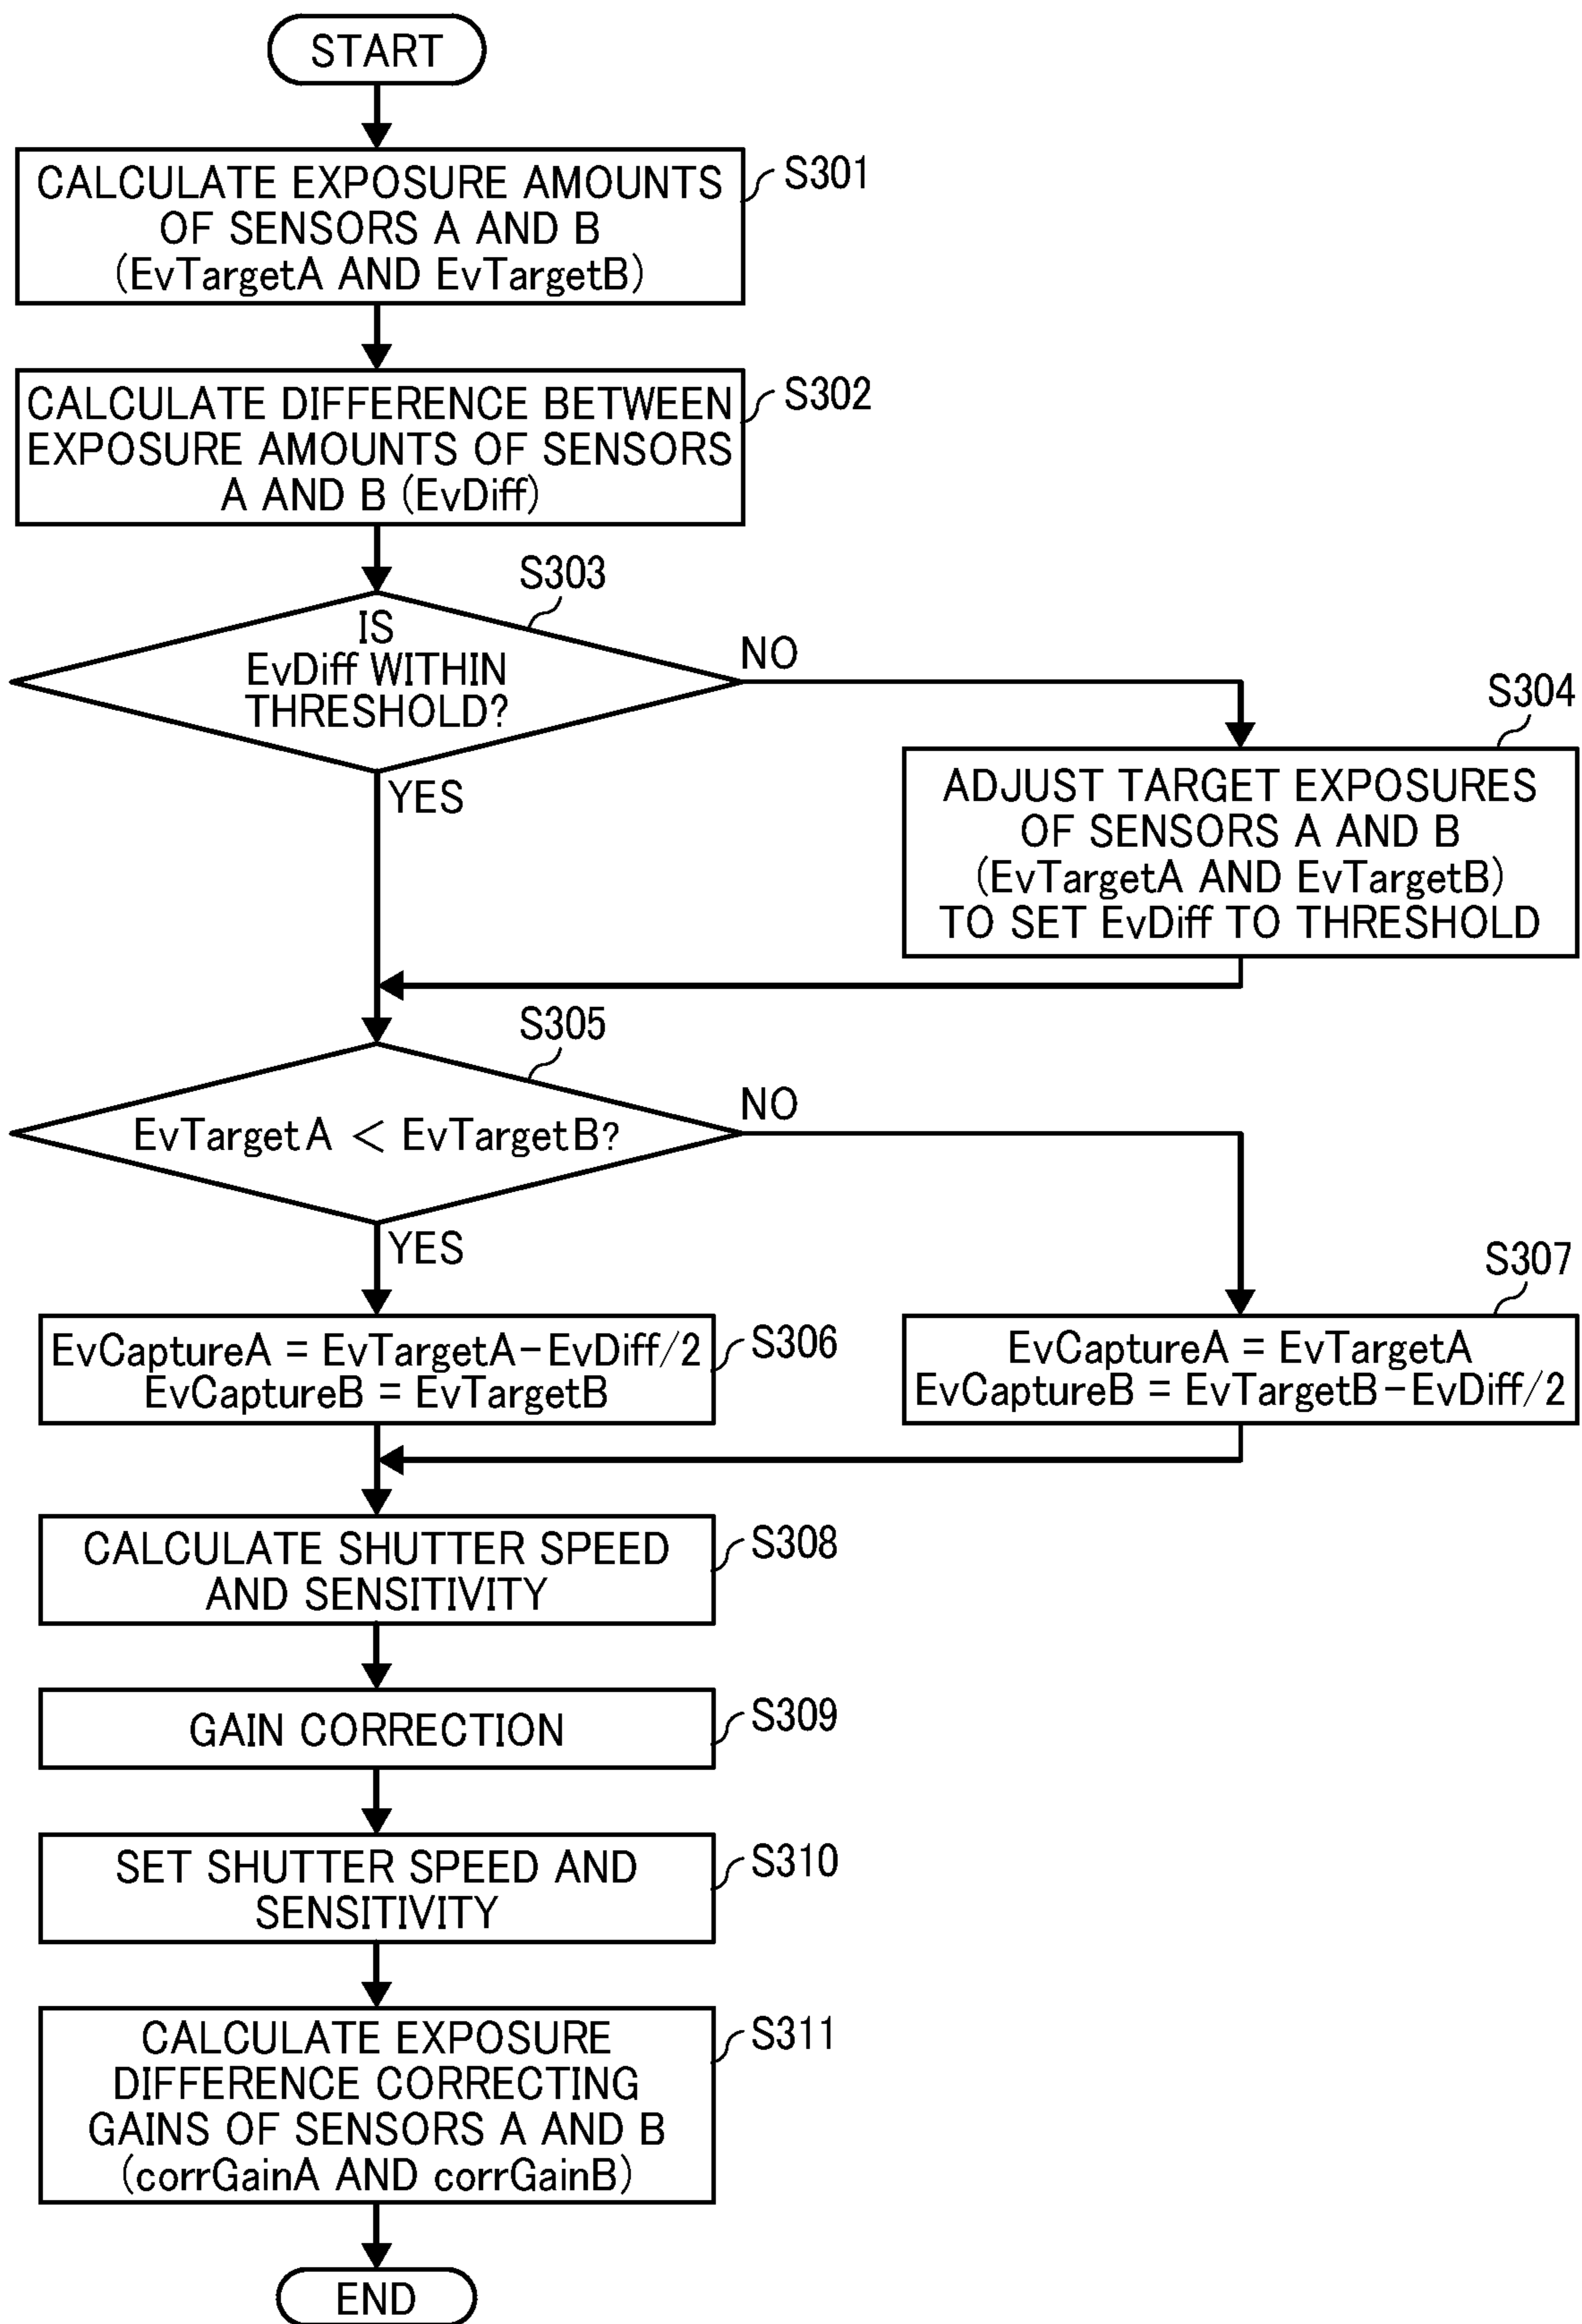 START
CALCULATE EXPOSURE AMOUNTS
OF SENSORS A AND B
(EvTargetA AND EvTargetB)
S301
CALCULATE DIFFERENCE BETWEEN
EXPOSURE AMOUNTS OF SENSORS
A AND B (EvDiff)
S302
S303
IS
EvDiff WITHIN
THRESHOLD?
NO
YES
S304
ADJUST TARGET EXPOSURES
OF SENSORS A AND B
(EvTargetA AND EvTargetB)
TO SET EvDiff TO THRESHOLD
S305
EvTargetA < EvTargetB?
NO
YES
EvCaptureA = EvTargetA-EvDiff/2
EvCaptureB = EvTargetB
S306
S307
EvCaptureA = EvTargetA
EvCaptureB = EvTargetB-EvDiff/2
CALCULATE SHUTTER SPEED
AND SENSITIVITY
S308
GAIN CORRECTION
S309
SET SHUTTER SPEED AND
SENSITIVITY
S310
CALCULATE EXPOSURE
DIFFERENCE CORRECTING
GAINS OF SENSORS A AND B
(corrGainA AND corrGainB)
S311
END